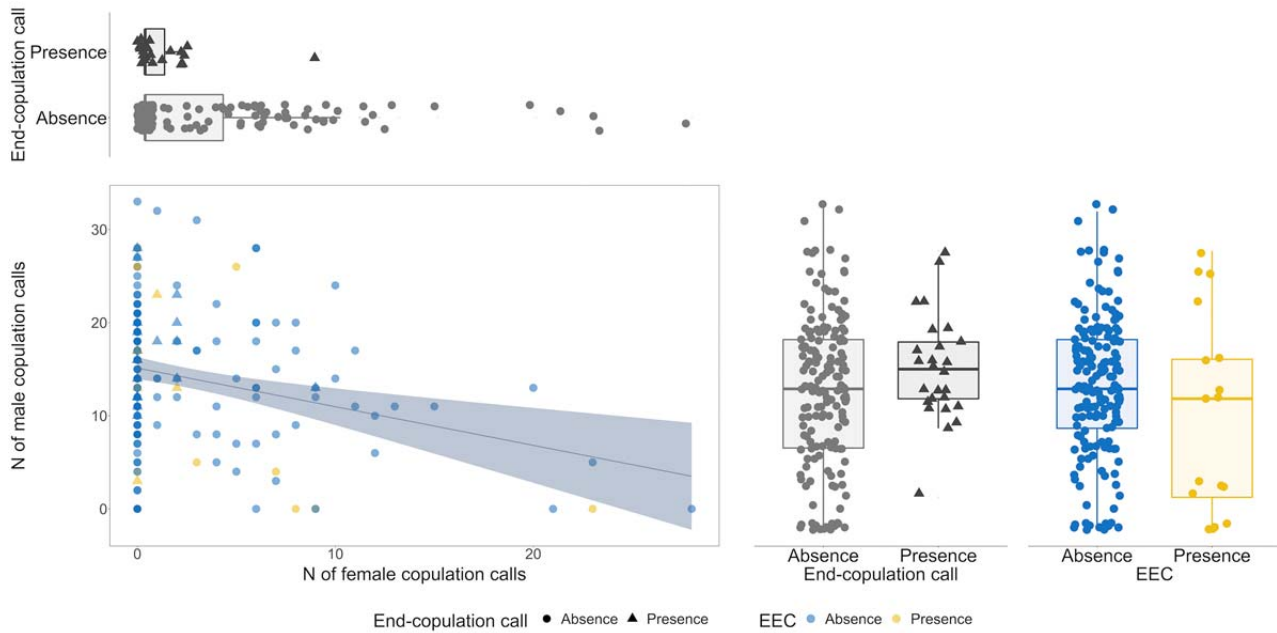 End-copulation call
Presence
Absence
N of male copulation calls
30
20
10
0
0 10 20
N of female copulation calls
Absence Presence
End-copulation call
Absence Presence
EEC
End-copulation call Absence Presence EEC Absence Presence